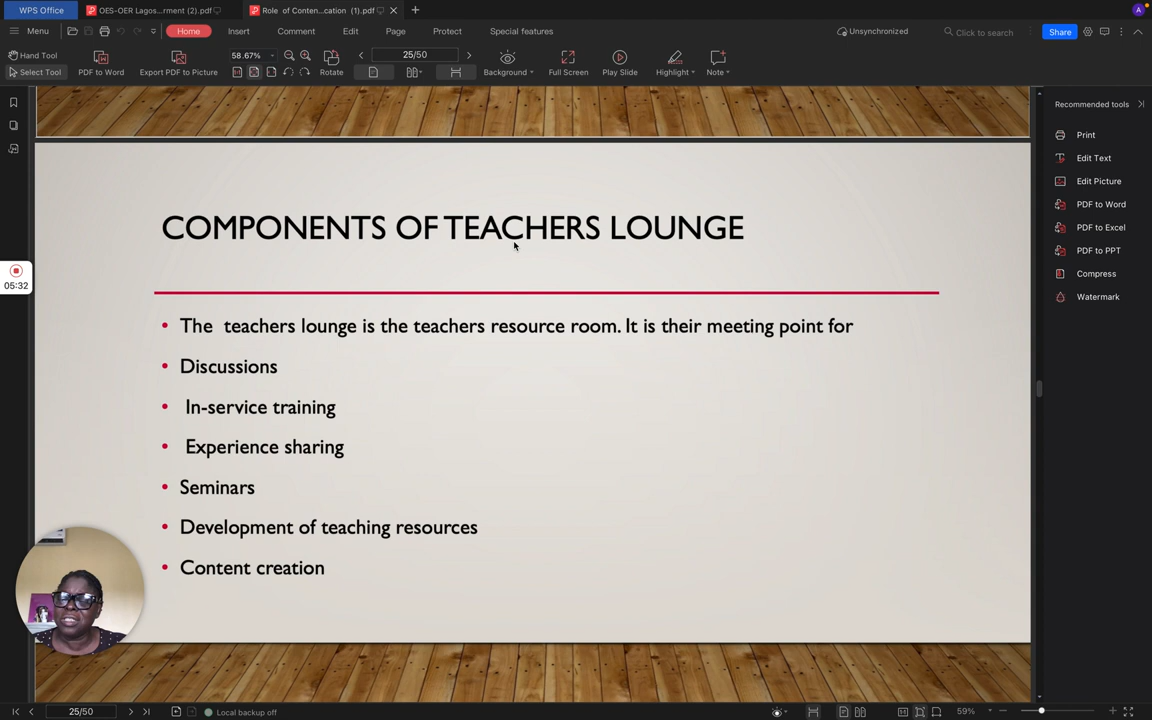 WPS Office
OES-OER Lagos...rment (2).pdf
Role of Conten...cation (1).pdf
A
Menu
Home
Insert
Comment
Edit
Page
Protect
Special features
Unsynchronized
Click to search
Share
Hand Tool
Select Tool
PDF to Word
Export PDF to Picture
58.67%
Rotate
25/50
Background
Full Screen
Play Slide
Highlight
Note
Recommended tools
Print
Edit Text
Edit Picture
PDF to Word
PDF to Excel
PDF to PPT
Compress
Watermark
05:32
COMPONENTS OF TEACHERS LOUNGE
• The teachers lounge is the teachers resource room. It is their meeting point for
• Discussions
• In-service training
• Experience sharing
• Seminars
• Development of teaching resources
• Content creation
25/50
Local backup off
59%